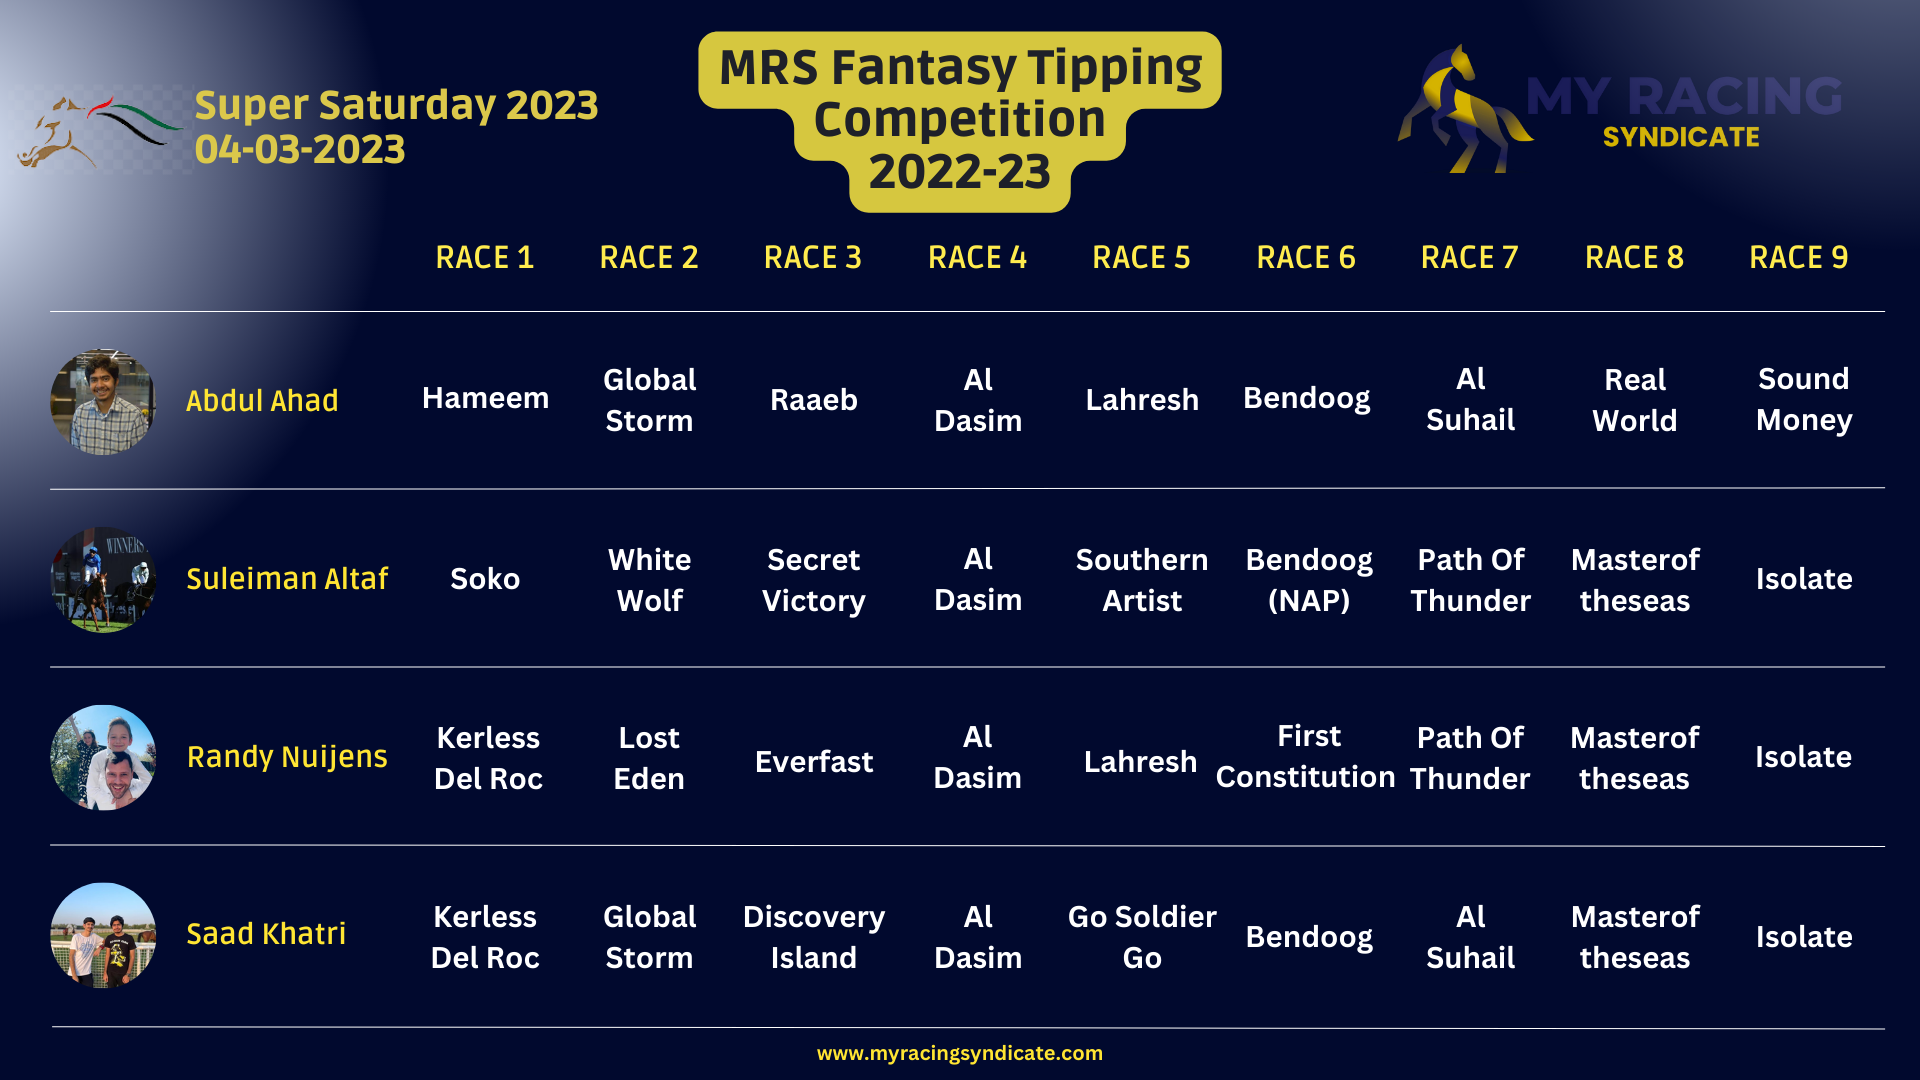 Super Saturday 2023
04-03-2023
MRS Fantasy Tipping
Competition
2022-23
MY RACING
SYNDICATE
RACE 1 RACE 2 RACE 3 RACE 4 RACE 5 RACE 6 RACE 7 RACE 8 RACE 9
Abdul Ahad
Hameem
Global
Storm
Raaeb
Al
Dasim
Lahresh
Bendoog
Al
Suhail
Real
World
Sound
Money
WINNERS
Suleiman Altaf
Soko
White
Wolf
Secret
Victory
Al
Dasim
Southern
Artist
Bendoog
(NAP)
Path Of
Thunder
Masterof
theseas
Isolate
Randy Nuijens
Kerless
Del Roc
Lost
Eden
Everfast
Al
Dasim
Lahresh
First
Constitution
Path Of
Thunder
Masterof
theseas
Isolate
Saad Khatri
Kerless
Del Roc
Global
Storm
Discovery
Island
Al
Dasim
Go Soldier
Go
Bendoog
Al
Suhail
Masterof
theseas
Isolate
www.myracingsyndicate.com